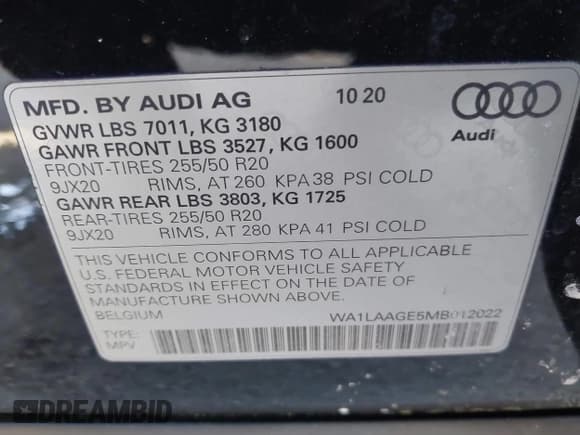 MFD. BY AUDI AG 10 20
GVWR LBS 7011, KG 3180
GAWR FRONT LBS 3527, KG 1600
FRONT-TIRES 255/50 R20
9JX20 RIMS, AT 260 KPA 38 PSI COLD
GAWR REAR LBS 3803, KG 1725
REAR-TIRES 255/50 R20
9JX20 RIMS, AT 280 KPA 41 PSI COLD
Audi
THIS VEHICLE CONFORMS TO ALL APPLICABLE
U.S. FEDERAL MOTOR VEHICLE SAFETY
STANDARDS IN EFFECT ON THE DATE OF
MANUFACTURE SHOWN ABOVE.
BELGIUM WA1LAAGE5MB012022
TYPE:
MPV
DREAMBID